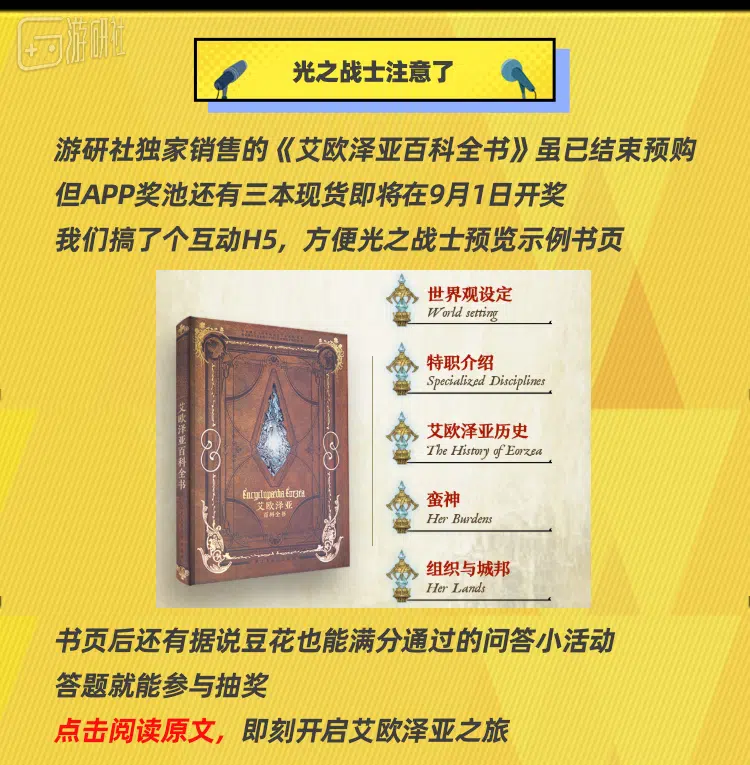 游研社
光之战士注意了
游研社独家销售的《艾欧泽亚百科全书》虽已结束预购
但APP奖池还有三本现货即将在9月1日开奖
我们搞了个互动H5，方便光之战士预览示例书页
艾欧泽亚百科全书
Encyclopædia Eorzea
艾欧泽亚
百科全书
世界观设定
World setting
特职介绍
Specialized Disciplines
艾欧泽亚历史
The History of Eorzea
蛮神
Her Burdens
组织与城邦
Her Lands
书页后还有据说豆花也能满分通过的问答小活动
答题就能参与抽奖
点击阅读原文，即刻开启艾欧泽亚之旅